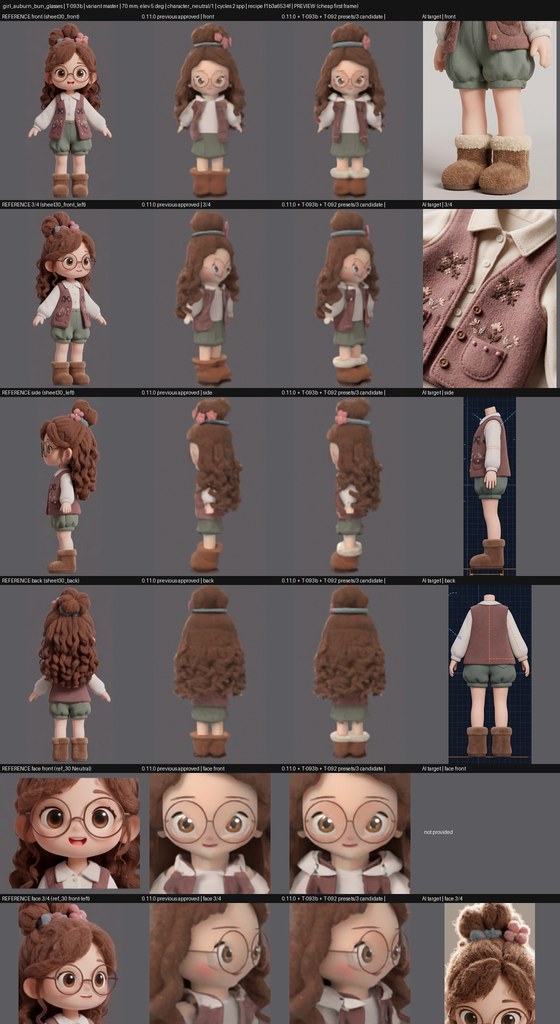 girl_auburn_bun_glasses | T-093b | variant master | 70 mm, elev 5 deg | character_neutral/1 | cycles 2 spp | recipe f1b3a6534f | PREVIEW (cheap first frame)
REFERENCE (sheet30_front)
0.11.0 previous approved | front
0.11.0 + T-093b + T-092 presets/3 candidate |
AI target | front
REFERENCE 3/4 (sheet30_front_left)
0.11.0 previous approved | 3/4
0.11.0 + T-093b + T-092 presets/3 candidate |
AI target | 3/4
REFERENCE side (sheet30_left)
0.11.0 previous approved | side
0.11.0 + T-093b + T-092 presets/3 candidate |
AI target | side
REFERENCE back (sheet30_back)
0.11.0 previous approved | back
0.11.0 + T-093b + T-092 presets/3 candidate |
AI target | back
REFERENCE face front (ref_30 Neutral)
0.11.0 previous approved | face front
0.11.0 + T-093b + T-092 presets/3 candidate |
AI target | face front
not provided
REFERENCE face 3/4 (ref_30 front-left)
0.11.0 previous approved | face 3/4
0.11.0 + T-093b + T-092 presets/3 candidate |
AI target | face 3/4